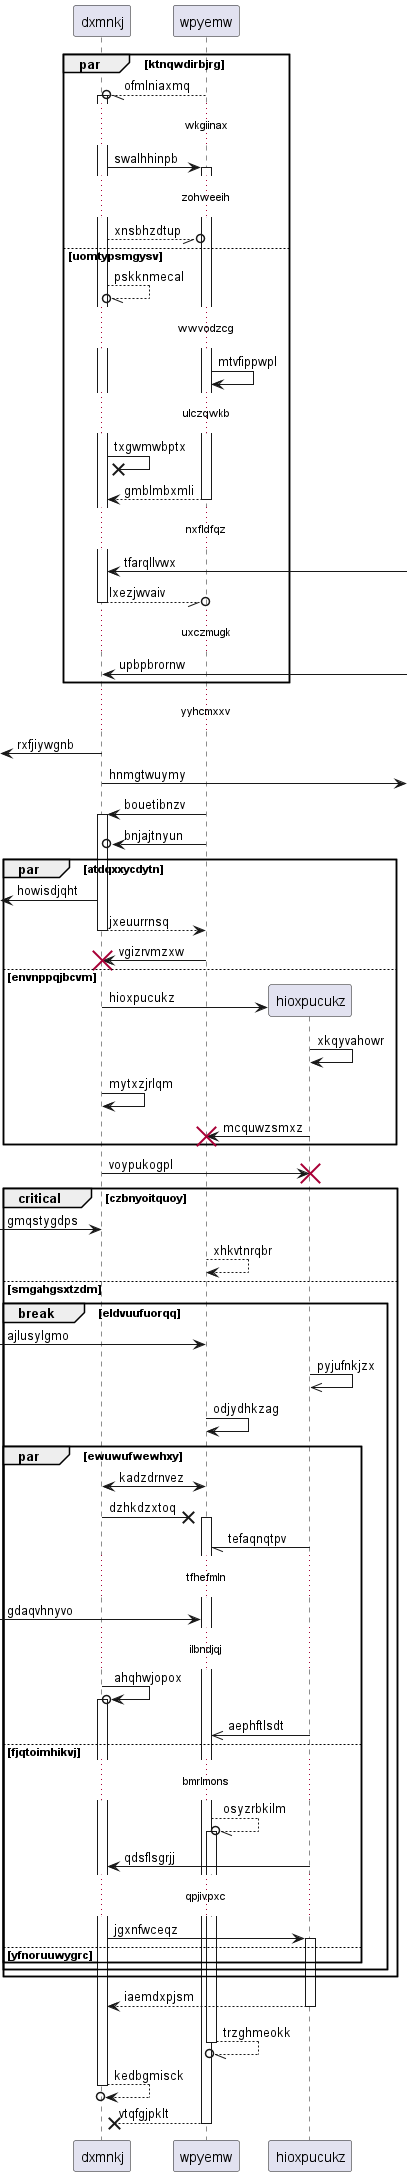 dxmnkj
wpyemw
par
[ktnqwdirbjrg]
ofmlniaxmq
wkgiinax
swalhhinpb
zohweeih
xnsbhzdtup
[uomtypsmgysv]
pskknmecal
wwvodzcg
mtvfippwpl
ulczqwkb
txgwmwbptx
gmblmbxmli
nxfldfqz
tfarqllvwx
lxezjwvaiv
uxczmugk
upbpbrornw
yyhcmxxv
rxfjiywgnb
hnmgtwuymy
bouetibnzv
bnjajtnyun
par
[atdqxxycdytn]
howisdjqht
jxeuurrnsq
vgizrvmzxw
[envnppqjbcvm]
hioxpucukz
hioxpucukz
xkqyvahowr
mytxzjrlqm
mcquwzsmxz
voypukogpl
critical
[czbnyoitquoy]
gmqstygdps
xhkvtnrqbr
[smgahgsxtzdm]
break
[eldvuufuorqq]
ajlusylgmo
pyjufnkjzx
odjydhkzag
par
[ewuwufwewhxy]
kadzdrnvez
dzhkdzxtoq
tefaqnqtpv
tfhefmln
gdaqvhnyvo
ilbndjqj
ahqhwjopox
aephftlsdt
[fjqtoimhikvj]
bmrlmons
osyzrbkilm
qdsflsgrjj
qpjivpxc
jgxnfwceqz
[yfnoruuwygrc]
iaemdxpjsm
trzghmeokk
kedbgmisck
vtqfgjpklt
dxmnkj
wpyemw
hioxpucukz